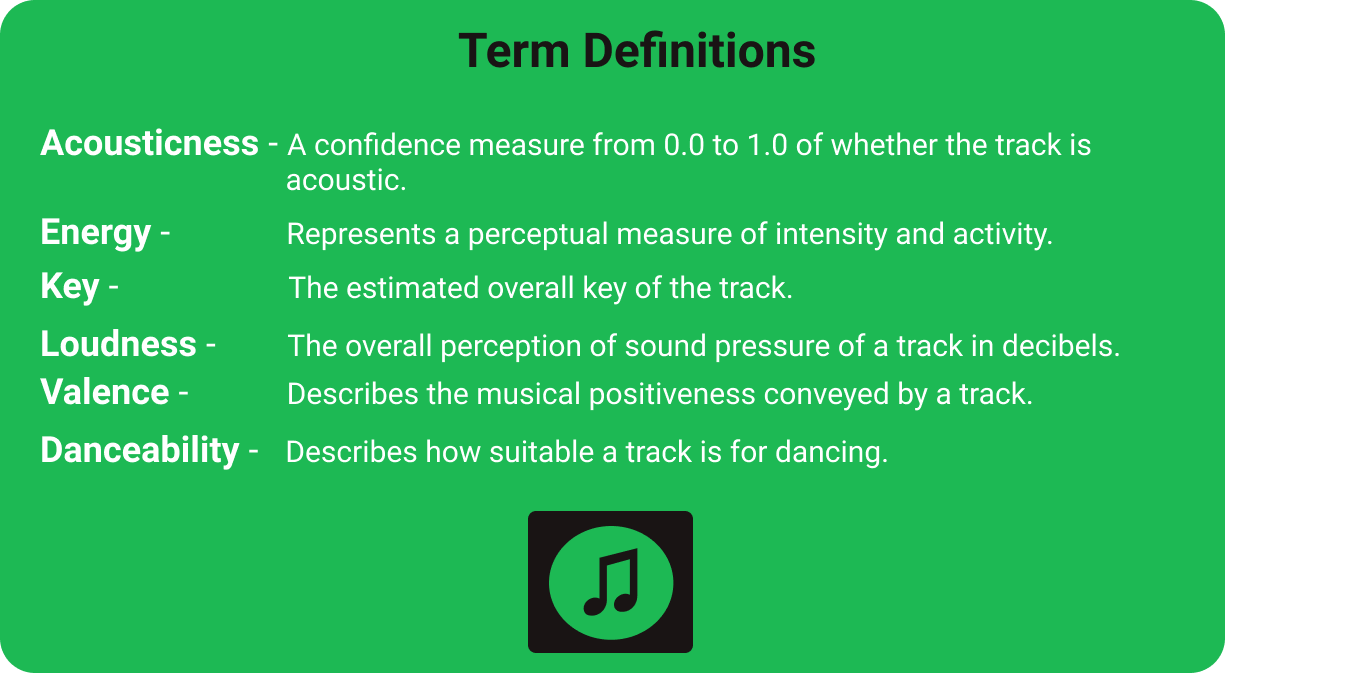 Term Definitions
Acousticness - A confidence measure from 0.0 to 1.0 of whether the track is
acoustic.
Energy - Represents a perceptual measure of intensity and activity.
Key - The estimated overall key of the track.
Loudness - The overall perception of sound pressure of a track in decibels.
Valence - Describes the musical positiveness conveyed by a track.
Danceability - Describes how suitable a track is for dancing.